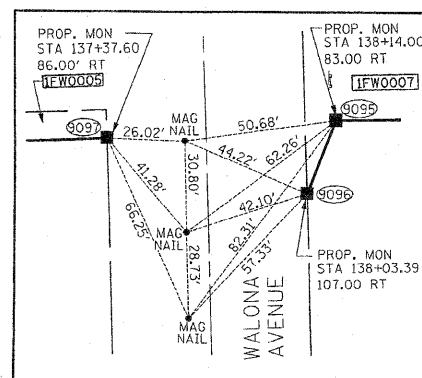 PROP. MON
STA 137+37.60
86.00' RT
1FW0005
PROP. MON
STA 138+14.00
83.00 RT
1FW0007
9097
26.02'
MAG
NAIL
50.68'
9095
44.22'
62.26'
41.28'
30.80'
42.10'
9096
66.25'
MAG
NAIL
28.73'
82.31'
57.33'
MAG
NAIL
WALONA
AVENUE
PROP. MON
STA 138+03.39
107.00 RT